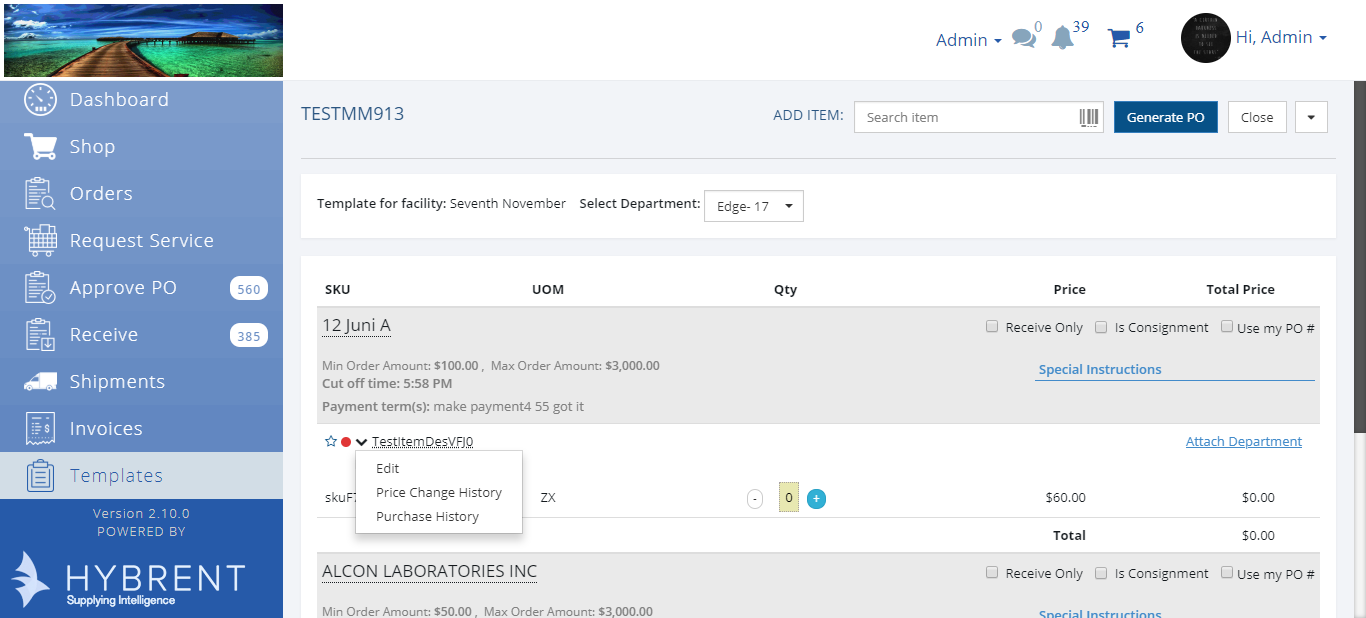 Admin 0 39 6 Hi, Admin
Dashboard
Shop
Orders
Request Service
Approve PO 560
Receive 385
Shipments
Invoices
Templates
Version 2.10.0
POWERED BY
HYBRENT
Supplying Intelligence
TESTMM913 ADD ITEM: Search item Generate PO Close
Template for facility: Seventh November Select Department: Edge- 17
SKU UOM Qty Price Total Price
12 Juni A Receive Only Is Consignment Use my PO #
Min Order Amount: $100.00 , Max Order Amount: $3,000.00
Special Instructions
Cut off time: 5:58 PM
Payment term(s): make payment4 55 got it
TestItemDesVFJ0 Attach Department
Edit
Price Change History
Purchase History
ZX - 0 + $60.00 $0.00
Total $0.00
ALCON LABORATORIES INC Receive Only Is Consignment Use my PO #
Min Order Amount: $50.00 , Max Order Amount: $3,000.00
Special Instructions